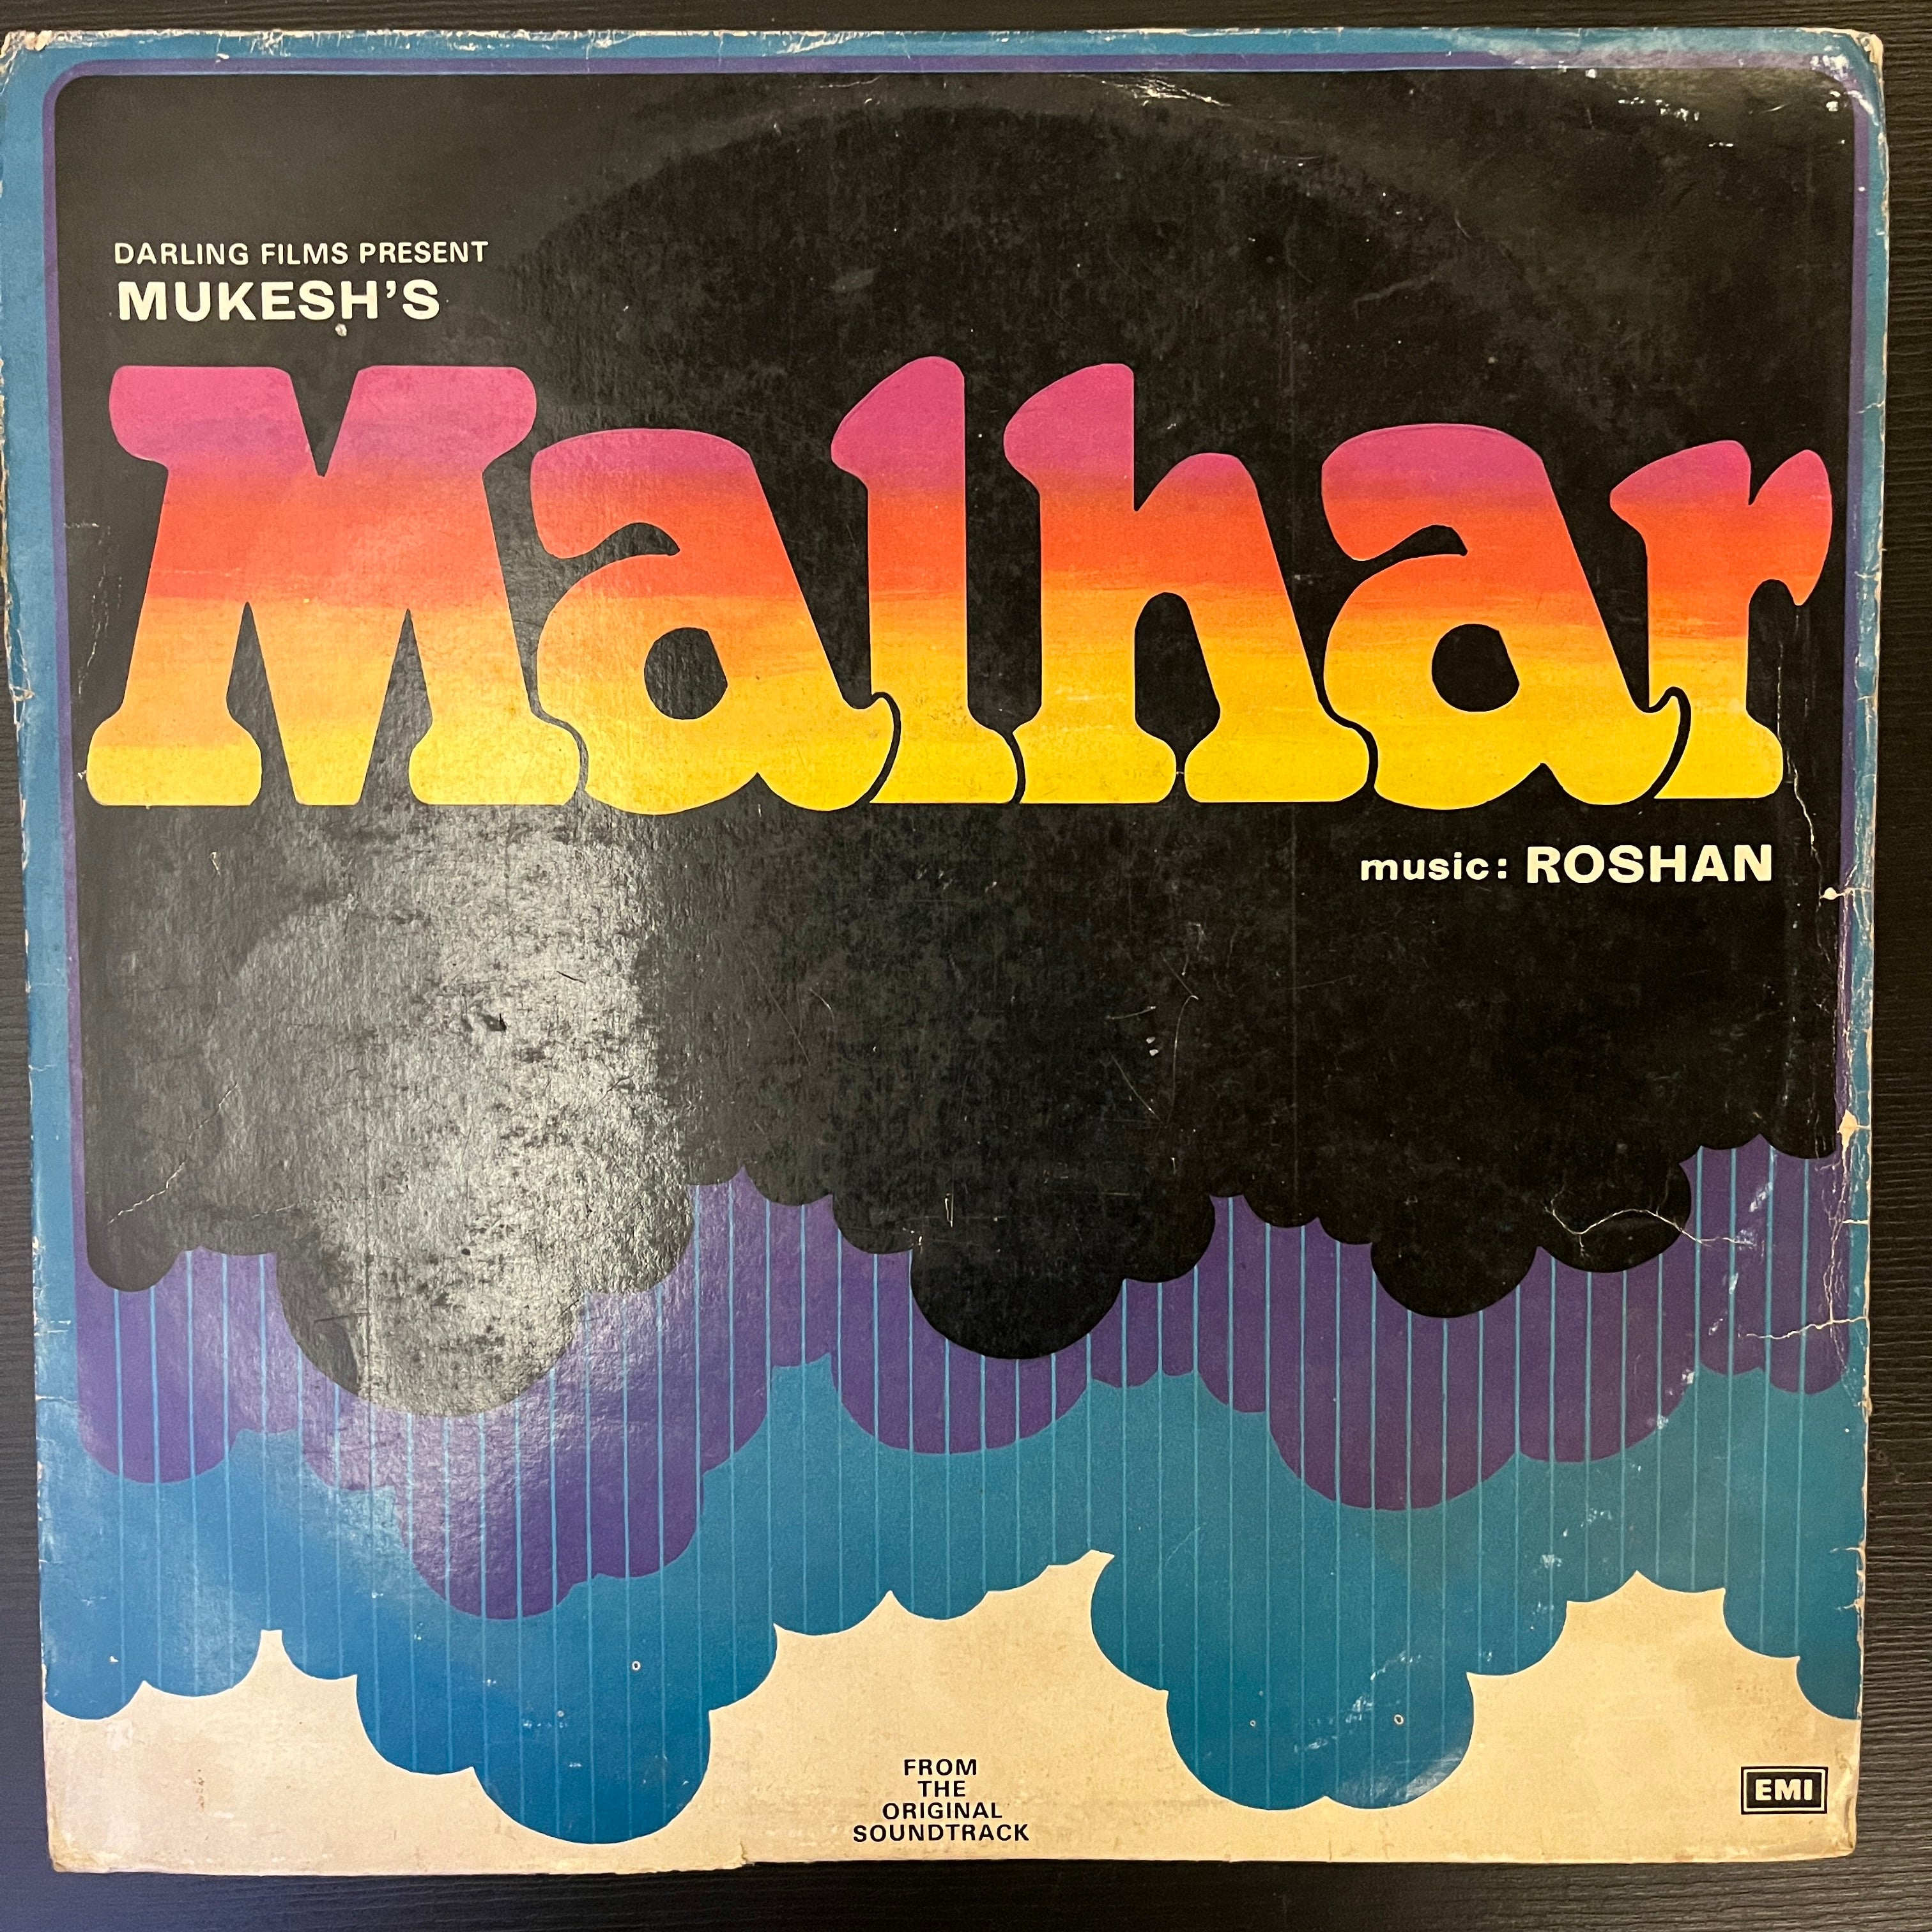 DARLING FILMS PRESENT
MUKESH'S
Malhar
music: ROSHAN
FROM
THE
ORIGINAL
SOUNDTRACK
EMI